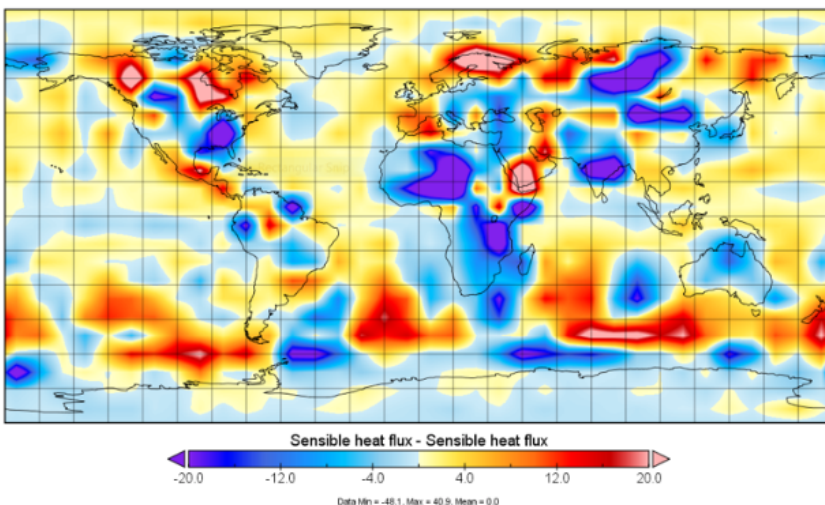 Sensible heat flux - Sensible heat flux
-20.0 -12.0 -4.0 4.0 12.0 20.0
Data Min = -48.1, Max = 40.9, Mean = 0.0